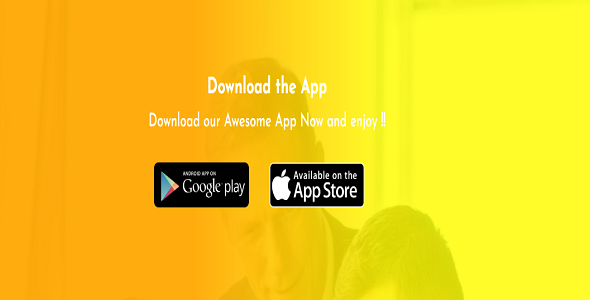 Download the App
Download our Awesome App Now and enjoy !!
ANDROID APP ON
Google play
Available on the
App Store